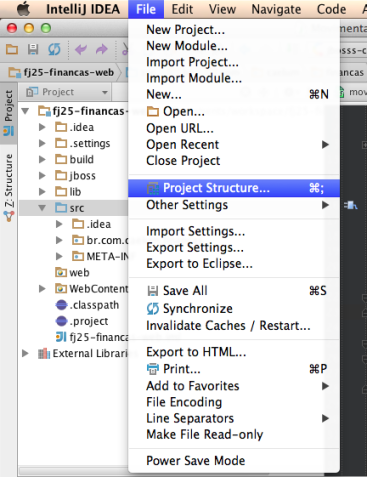 IntelliJ IDEA File Edit View Navigate Code
fj25-financas-web
Project
Project
Z: Structure
fj25-financas-
.idea
.settings
build
jboss
lib
src
.idea
br.com.c
META-IN
web
WebContent
.classpath
.project
fj25-financa
External Librari
New Project...
New Module...
Import Project...
Import Module...
New... ⌘N
Open...
Open URL...
Open Recent
Close Project
Project Structure... ⌘;
Other Settings
Import Settings...
Export Settings...
Export to Eclipse...
Save All ⌘S
Synchronize
Invalidate Caches / Restart...
Export to HTML...
Print... ⌘P
Add to Favorites
File Encoding
Line Separators
Make File Read-only
Power Save Mode
osss-c
incas
mov